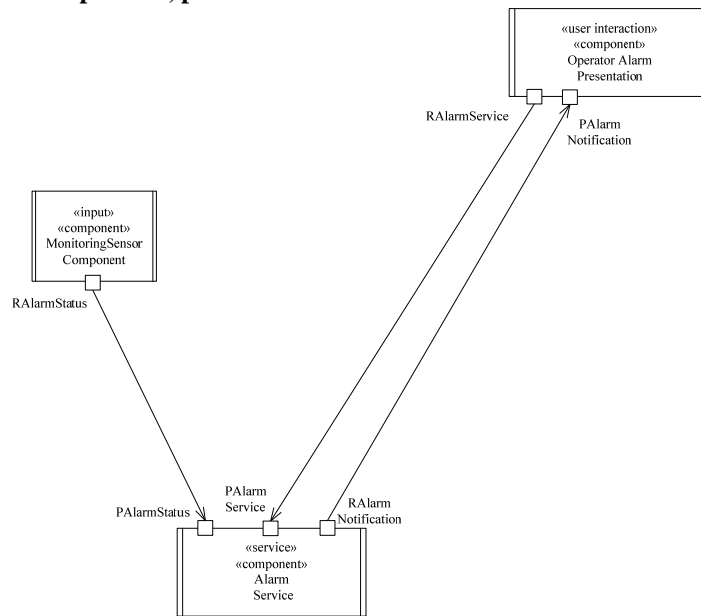 «user interaction»
«component»
Operator Alarm
Presentation
RAlarmService
PAlarm
Notification
«input»
«component»
MonitoringSensor
Component
RAlarmStatus
PAlarmStatus
PAlarm
Service
RAlarm
Notification
«service»
«component»
Alarm
Service